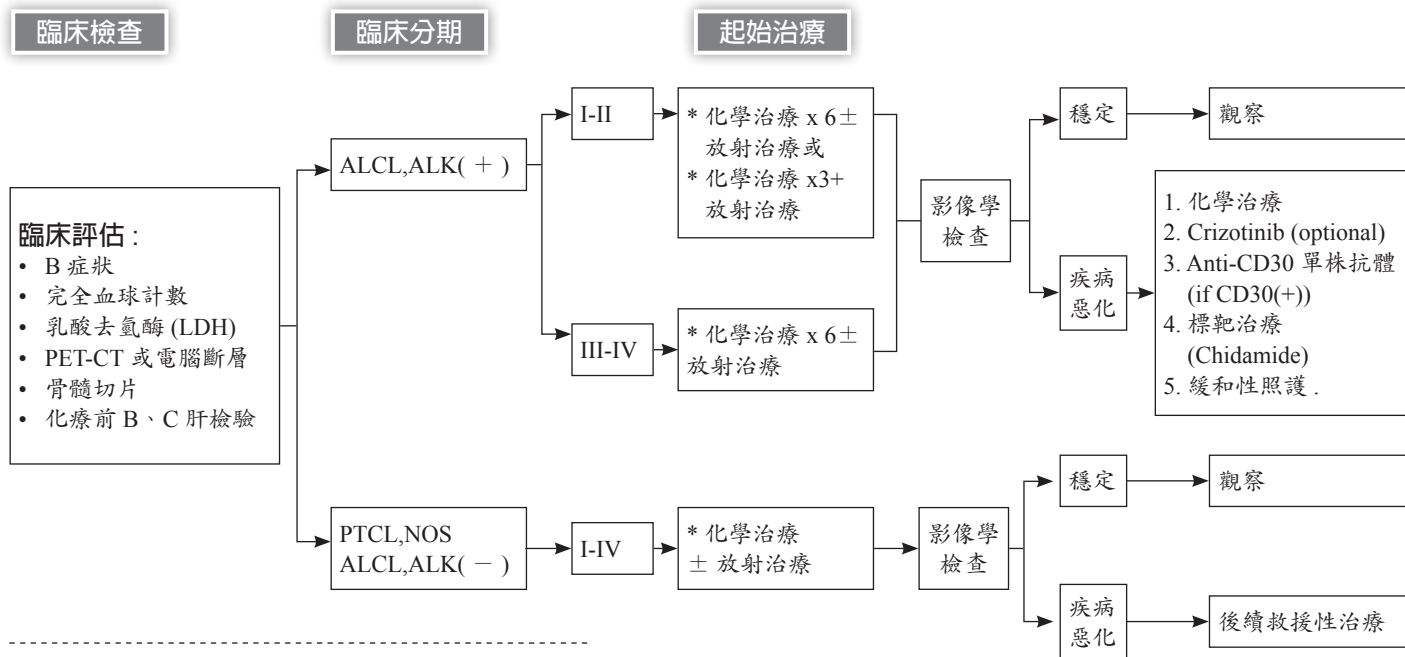 臨床檢查
臨床分期
起始治療
臨床評估 :
• B 症狀
• 完全血球計數
• 乳酸去氫酶 (LDH)
• PET-CT 或電腦斷層
• 骨髓切片
• 化療前 B、C 肝檢驗
ALCL,ALK( + )
I-II
* 化學治療 x 6±
放射治療或
* 化學治療 x3+
放射治療
III-IV
* 化學治療 x 6±
放射治療
影像學
檢查
穩定
觀察
疾病
惡化
1. 化學治療
2. Crizotinib (optional)
3. Anti-CD30 單株抗體
(if CD30(+))
4. 標靶治療
(Chidamide)
5. 緩和性照護 .
PTCL,NOS
ALCL,ALK( － )
I-IV
* 化學治療
± 放射治療
影像學
檢查
穩定
觀察
疾病
惡化
後續救援性治療